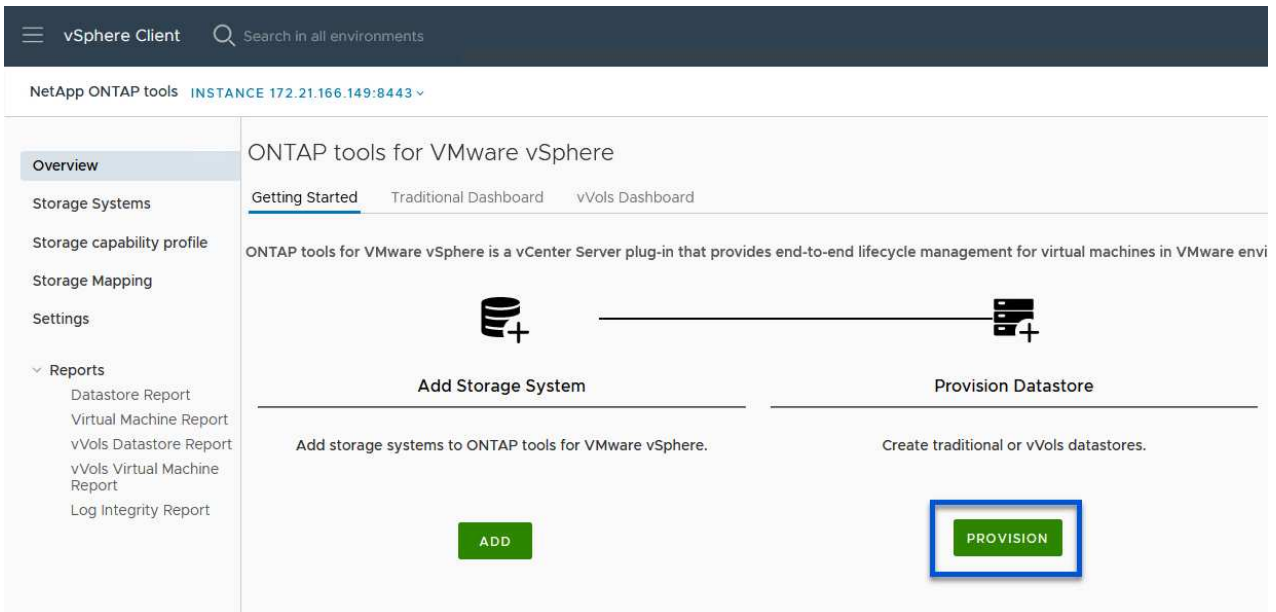 vSphere Client
Search in all environments
NetApp ONTAP tools INSTANCE 172.21.166.149:8443
Overview
Storage Systems
Storage capability profile
Storage Mapping
Settings
Reports
Datastore Report
Virtual Machine Report
vVols Datastore Report
vVols Virtual Machine
Report
Log Integrity Report
ONTAP tools for VMware vSphere
Getting Started Traditional Dashboard vVols Dashboard
ONTAP tools for VMware vSphere is a vCenter Server plug-in that provides end-to-end lifecycle management for virtual machines in VMware envi
Add Storage System
Add storage systems to ONTAP tools for VMware vSphere.
ADD
Provision Datastore
Create traditional or vVols datastores.
PROVISION